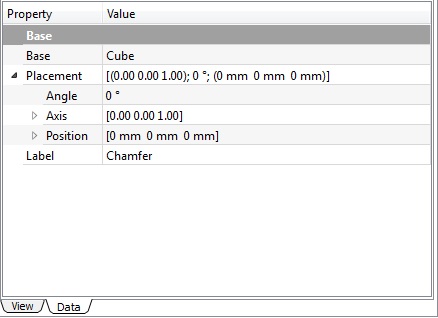 Property Value
Base
Base Cube
Placement [(0.00 0.00 1.00); 0 °; (0 mm 0 mm 0 mm)]
Angle 0 °
Axis [0.00 0.00 1.00]
Position [0 mm 0 mm 0 mm]
Label Chamfer
View Data